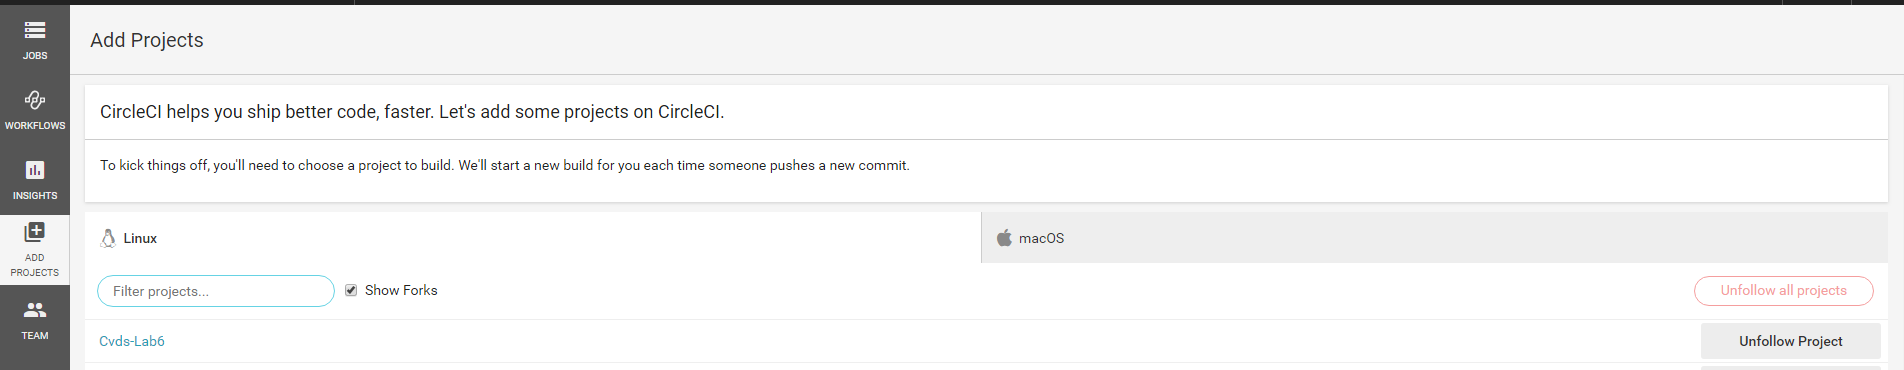 JOBS
WORKFLOWS
INSIGHTS
ADD
PROJECTS
TEAM
Add Projects
CircleCI helps you ship better code, faster. Let's add some projects on CircleCI.
To kick things off, you'll need to choose a project to build. We'll start a new build for you each time someone pushes a new commit.
Linux
macOS
Filter projects...
Show Forks
Unfollow all projects
Cvds-Lab6
Unfollow Project